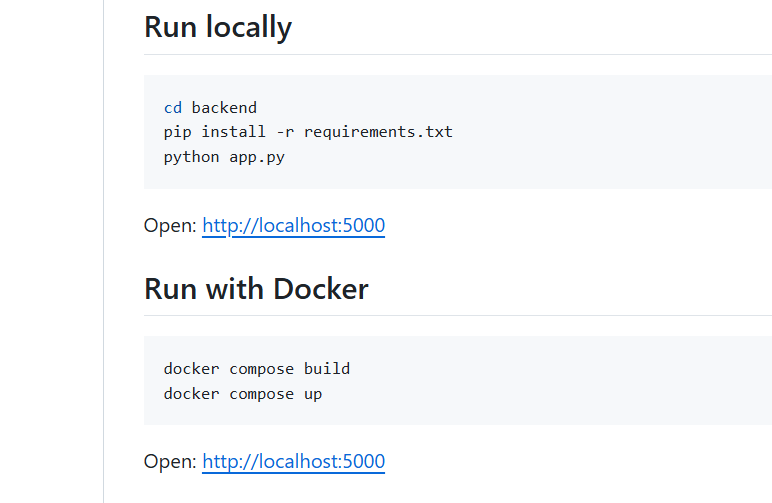 Run locally
cd backend
pip install -r requirements.txt
python app.py
Open: http://localhost:5000
Run with Docker
docker compose build
docker compose up
Open: http://localhost:5000